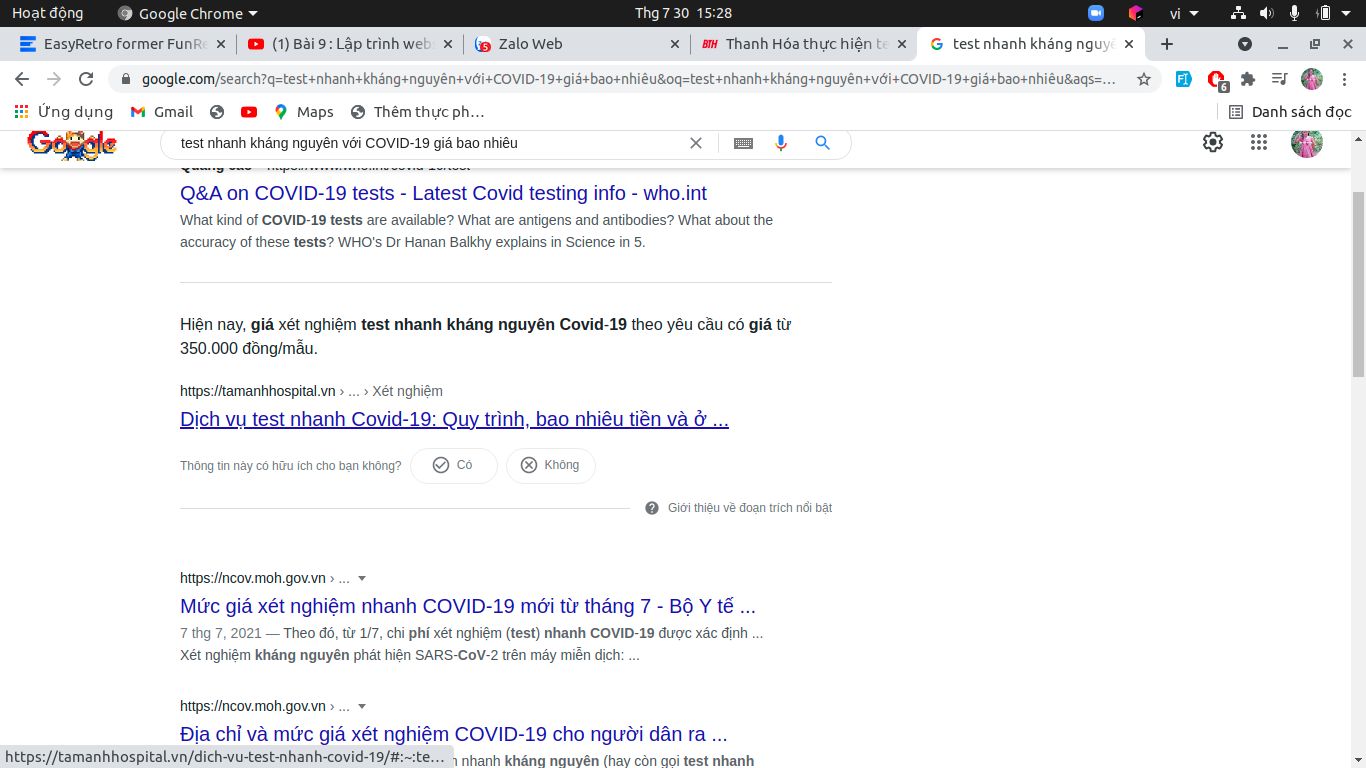 Hoạt động
Google Chrome
Thg 7 30 15:28
vi
EasyRetro former FunRe
(1) Bài 9 : Lập trình webs
Zalo Web
BTH Thanh Hóa thực hiện te
test nhanh kháng nguyê
google.com/search?q=test+nhanh+kháng+nguyên+với+COVID-19+giá+bao+nhiêu&oq=test+nhanh+kháng+nguyên+với+COVID-19+giá+bao+nhiêu&aqs=…
6
Ứng dụng
Gmail
Maps
Thêm thực ph…
Danh sách đọc
Google
test nhanh kháng nguyên với COVID-19 giá bao nhiêu
Q&A on COVID-19 tests - Latest Covid testing info - who.int
What kind of COVID-19 tests are available? What are antigens and antibodies? What about the
accuracy of these tests? WHO's Dr Hanan Balkhy explains in Science in 5.
Hiện nay, giá xét nghiệm test nhanh kháng nguyên Covid-19 theo yêu cầu có giá từ
350.000 đồng/mẫu.
https://tamanhhospital.vn › ... › Xét nghiệm
Dịch vụ test nhanh Covid-19: Quy trình, bao nhiêu tiền và ở ...
Thông tin này có hữu ích cho bạn không?
Có
Không
Giới thiệu về đoạn trích nổi bật
https://ncov.moh.gov.vn › ...
Mức giá xét nghiệm nhanh COVID-19 mới từ tháng 7 - Bộ Y tế ...
7 thg 7, 2021 — Theo đó, từ 1/7, chi phí xét nghiệm (test) nhanh COVID-19 được xác định ...
Xét nghiệm kháng nguyên phát hiện SARS-CoV-2 trên máy miễn dịch: ...
https://ncov.moh.gov.vn › ...
Địa chỉ và mức giá xét nghiệm COVID-19 cho người dân ra ...
nhanh kháng nguyên (hay còn gọi test nhanh
https://tamanhhospital.vn/dich-vu-test-nhanh-covid-19/#:~:te…